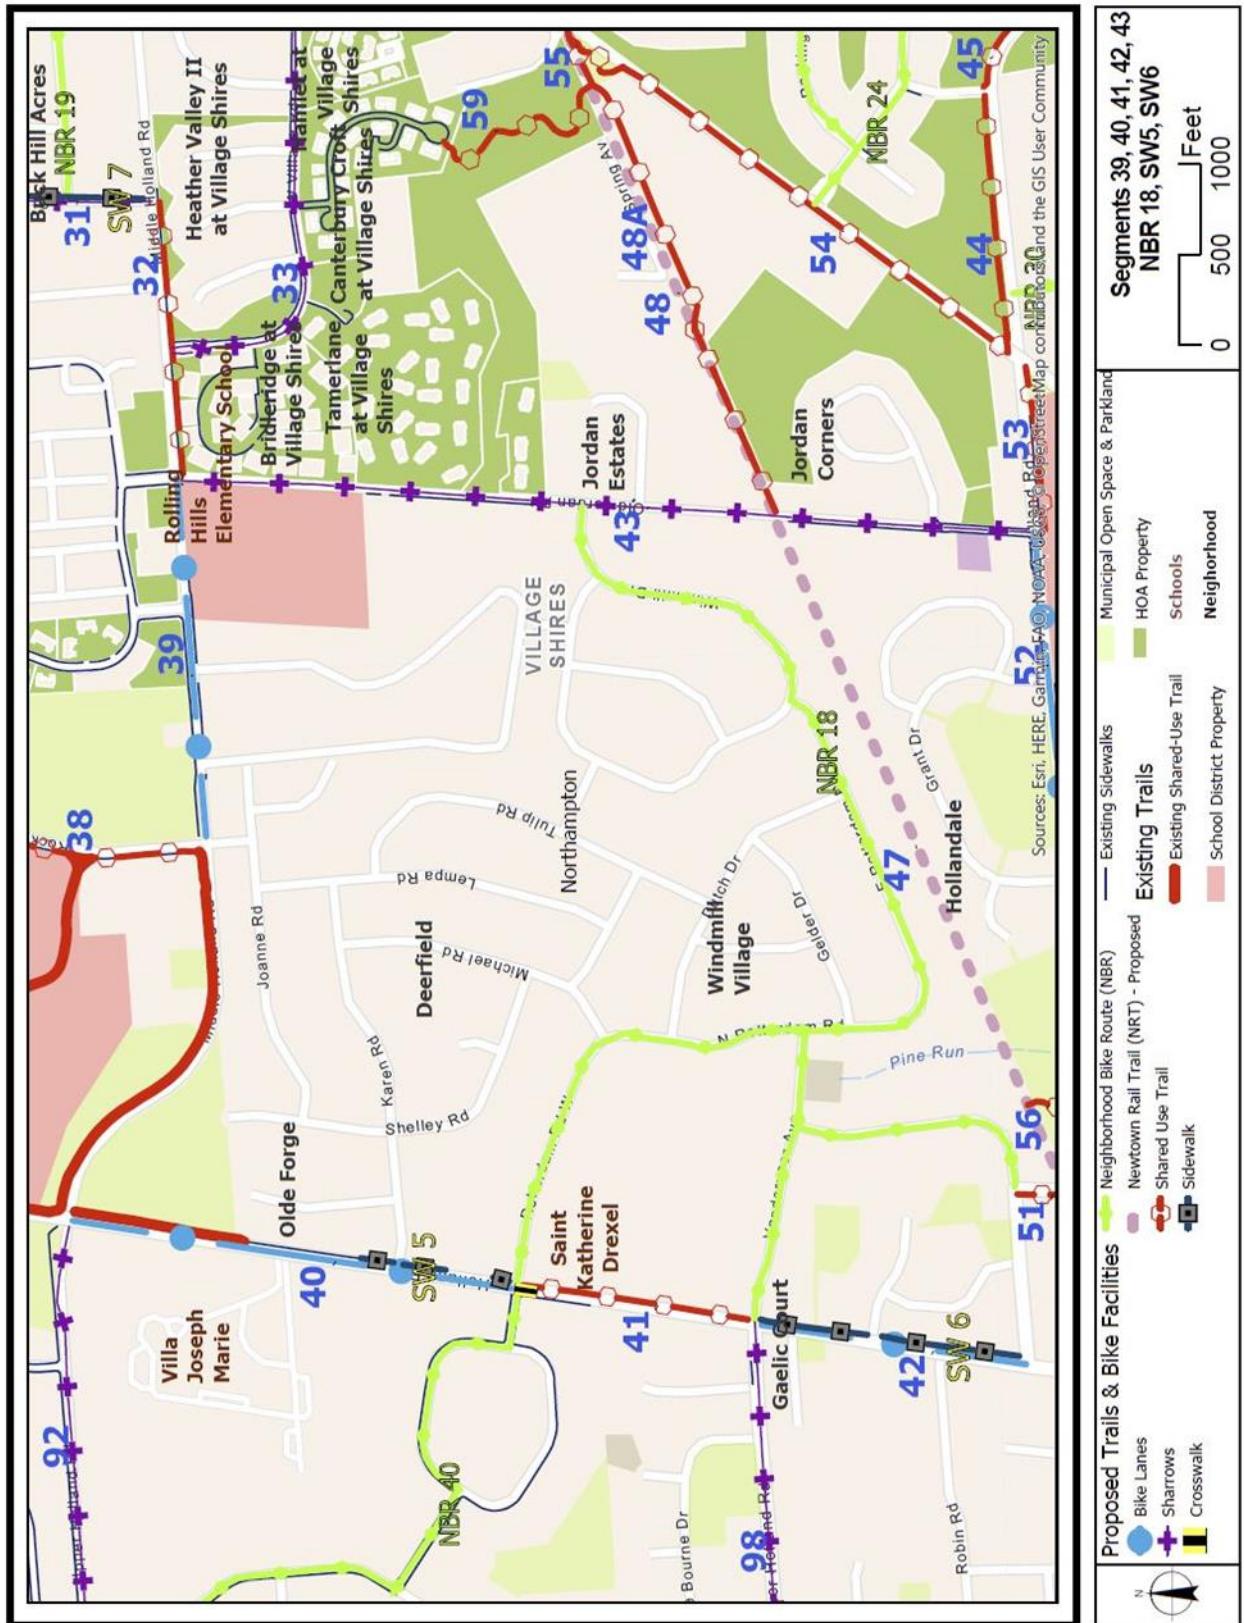 Buck Hill Acres
NBR 19
31
SW 7
Middle Holland Rd
Heather Valley II
at Village Shires
32
33
Hamlet at
Village
Shires
Canterbury Croft
at Village Shires
Tamerlane
at Village
Shires
Bridleridge at
Village Shires
Rolling
Hills
Elementary School
59
55
Spring Av
48A
48
54
NBR 24
45
44
NBR 30
53
Jordan
Estates
Jordan
Corners
43
39
38
VILLAGE
SHIRES
NBR 18
52
Grant Dr
Hollandale
47
Tulip Rd
Northampton
Lempa Rd
Deerfield
Michael Rd
Joanne Rd
Windmill
Village
Gelder Dr
Karen Rd
Shelley Rd
Pine Run
56
51
Olde Forge
40
SW 5
Saint
Katherine
Drexel
41
Gaelic Court
42
SW 6
Villa
Joseph
Marie
92
NBR 40
Bourne Dr
98
Robin Rd
Sources: Esri, HERE, Garmin, FAO, NOAA, USGS, © OpenStreetMap contributors, and the GIS User Community
Proposed Trails & Bike Facilities
Bike Lanes
Sharrows
Crosswalk
Neighborhood Bike Route (NBR)
Newtown Rail Trail (NRT) - Proposed
Shared Use Trail
Sidewalk
Existing Sidewalks
Existing Trails
Existing Shared-Use Trail
School District Property
Municipal Open Space & Parkland
HOA Property
Schools
Neighorhood
Segments 39, 40, 41, 42, 43
NBR 18, SW5, SW6
0 500 1000
Feet
N